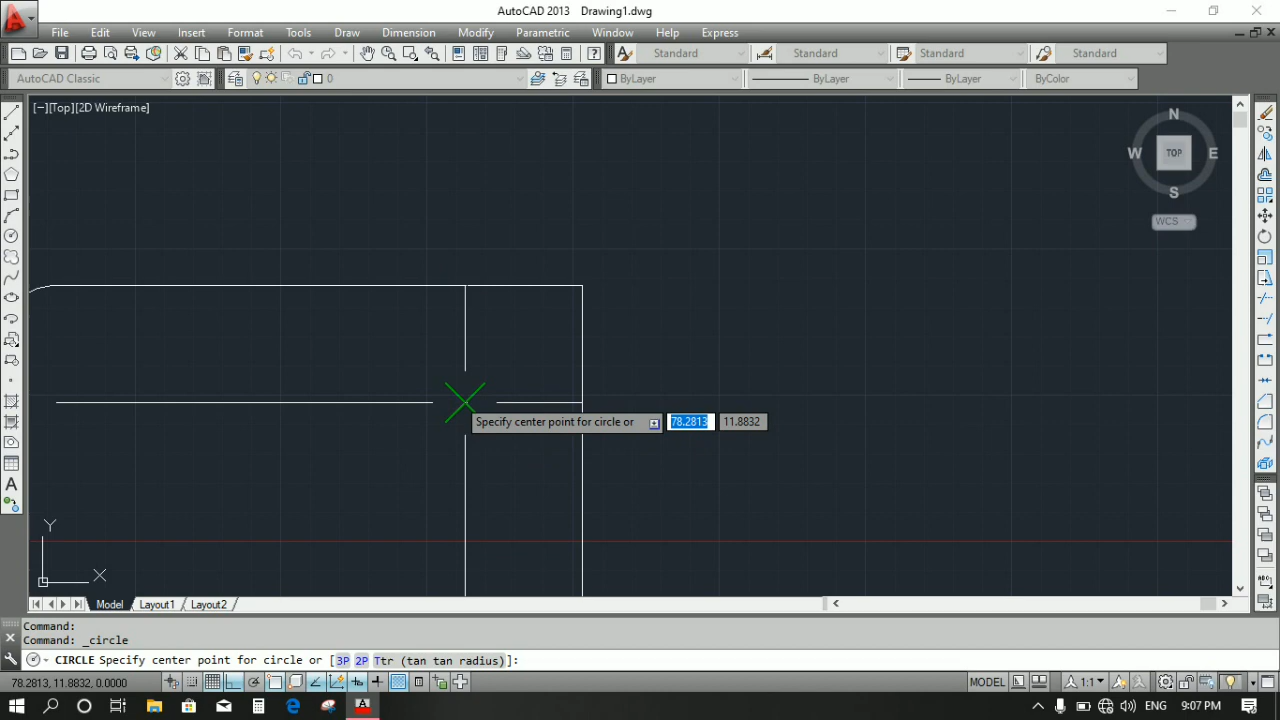 AutoCAD 2013 Drawing1.dwg
File Edit View Insert Format Tools Draw Dimension Modify Parametric Window Help Express
Standard Standard Standard Standard
AutoCAD Classic 0 ByLayer ByLayer ByLayer ByColor
[−][Top][2D Wireframe]
N
W TOP E
S
WCS
Specify center point for circle or 78.2813 11.8832
Y
X
Model Layout1 Layout2
Command:
Command: _circle
CIRCLE Specify center point for circle or [3P 2P Ttr (tan tan radius)]:
78.2813, 11.8832, 0.0000 MODEL 1:1
ENG 9:07 PM